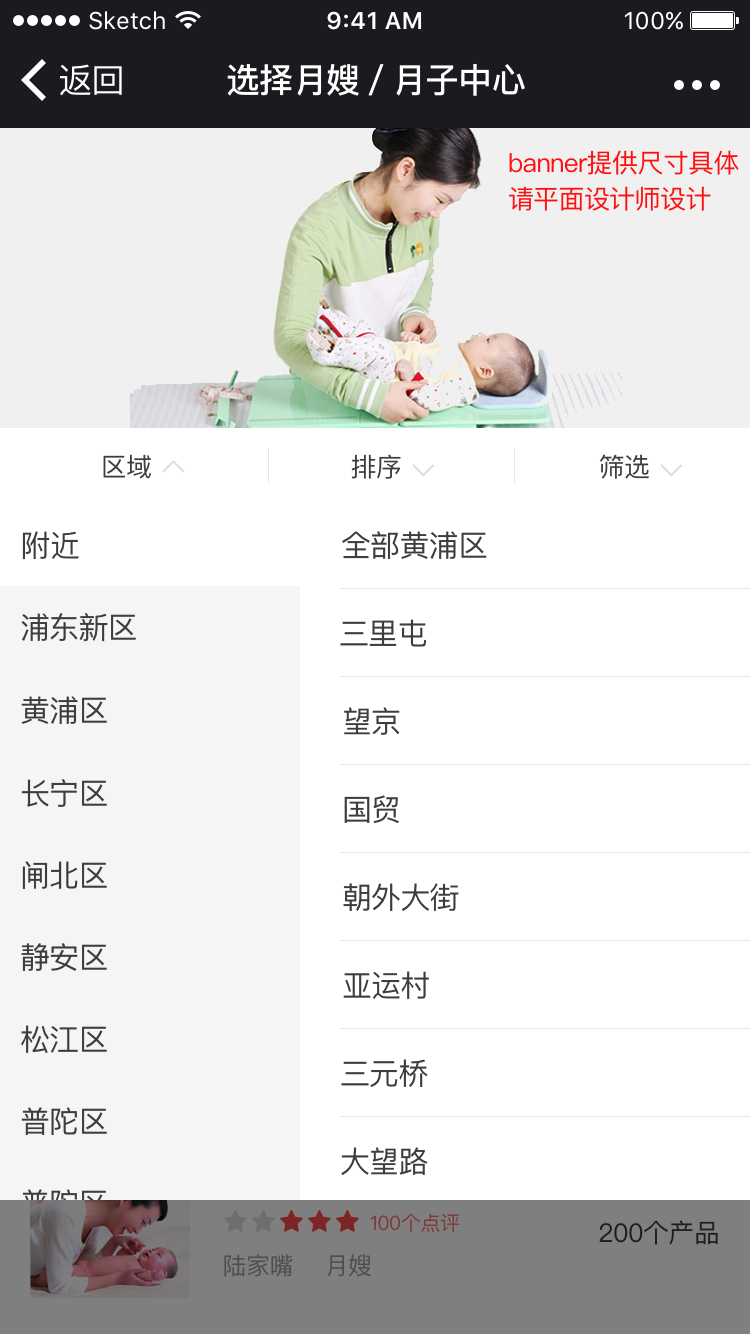 Sketch 9:41 AM 100%
返回 选择月嫂 / 月子中心
banner提供尺寸具体
请平面设计师设计
区域 排序 筛选
附近
浦东新区
黄浦区
长宁区
闸北区
静安区
松江区
普陀区
普陀区
全部黄浦区
三里屯
望京
国贸
朝外大街
亚运村
三元桥
大望路
100个点评
200个产品
陆家嘴 月嫂